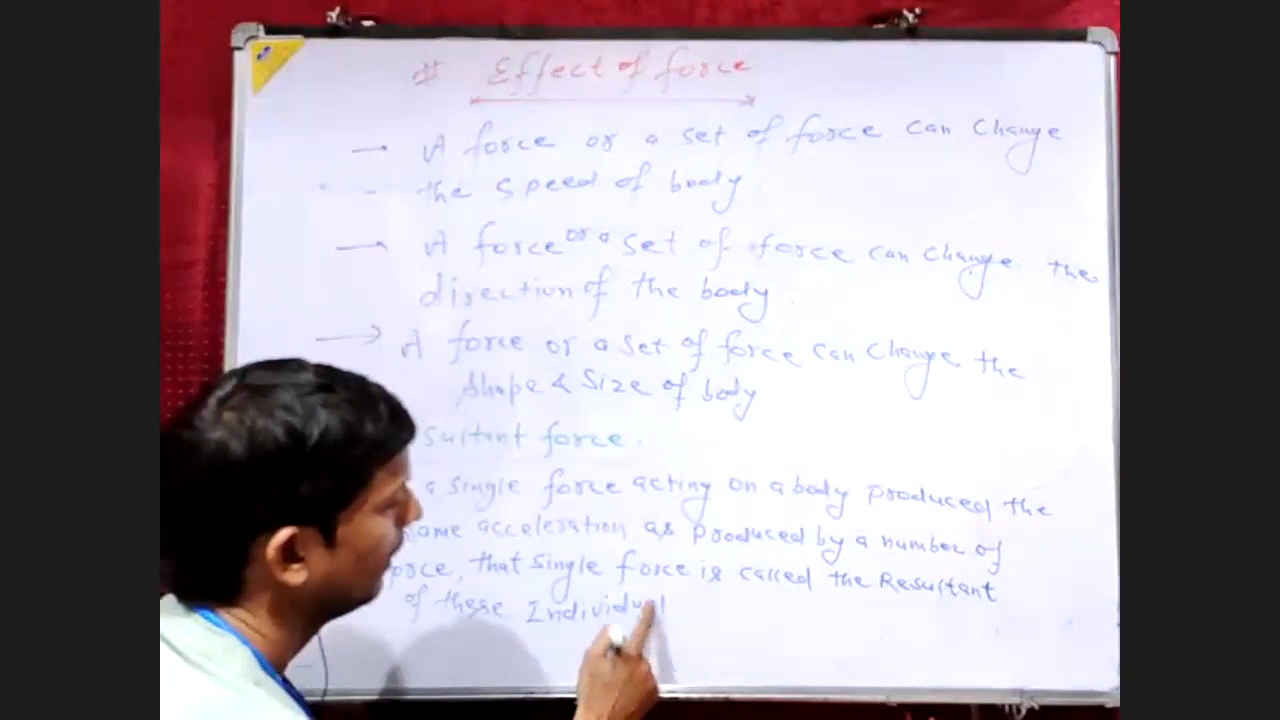 # Effect of force
→ A force or a set of force can change
the speed of body
→ A force or a set of force can change the
direction of the body.
→ A force or a set of force can change the
shape & size of body
sultant force.
a single force acting on a body produced the
ame acceleration as produced by a number of
orce, that single force is called the Resultant
of these Individual